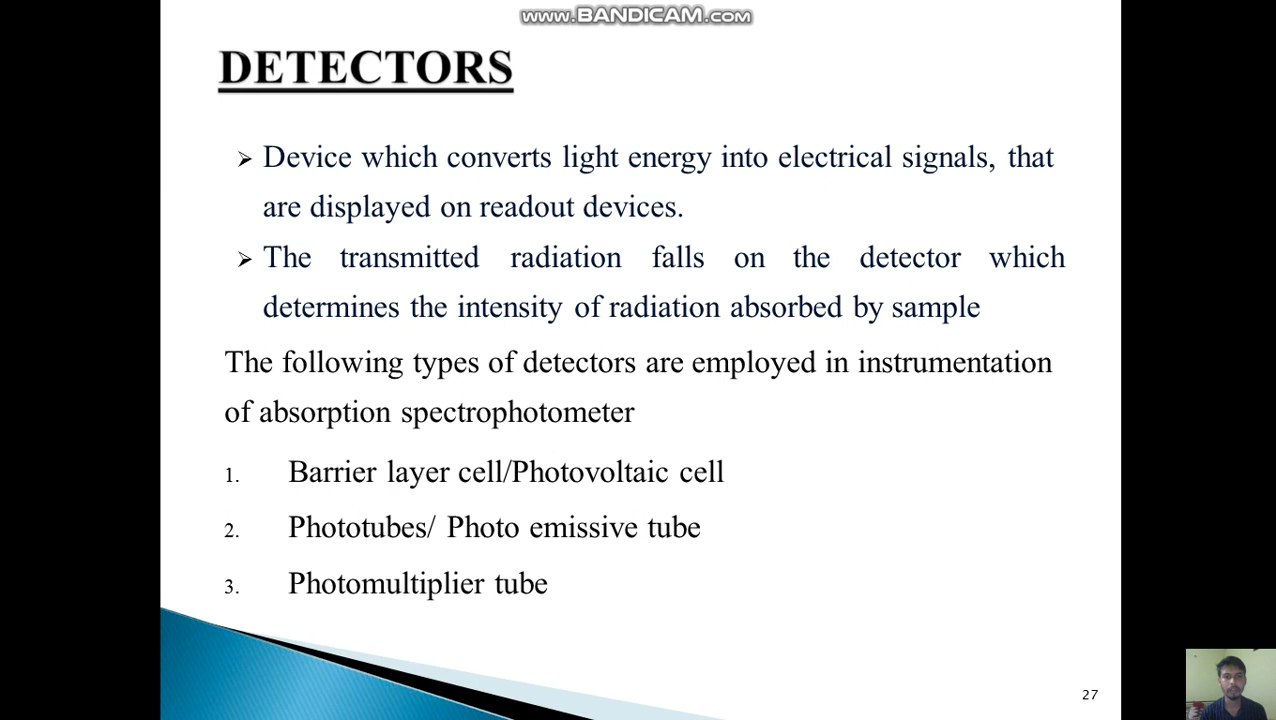 www.BANDICAM.com
DETECTORS
➢ Device which converts light energy into electrical signals, that
are displayed on readout devices.
➢ The transmitted radiation falls on the detector which
determines the intensity of radiation absorbed by sample
The following types of detectors are employed in instrumentation
of absorption spectrophotometer
1. Barrier layer cell/Photovoltaic cell
2. Phototubes/ Photo emissive tube
3. Photomultiplier tube
27